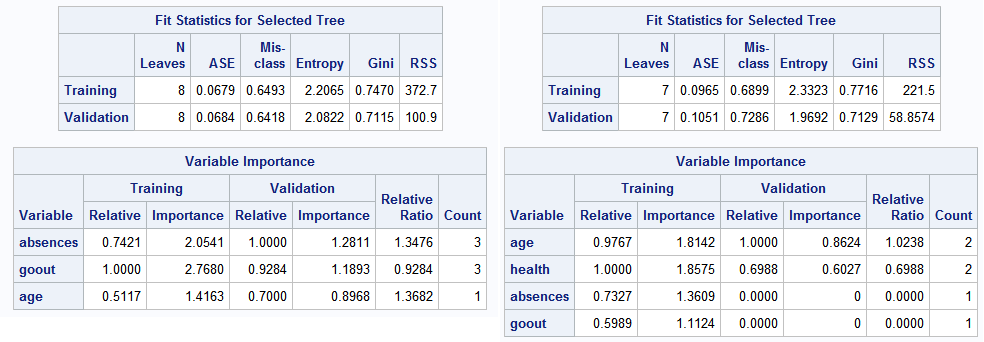 Fit Statistics for Selected Tree
N Leaves ASE Mis-class Entropy Gini RSS
Training 8 0.0679 0.6493 2.2065 0.7470 372.7
Validation 8 0.0684 0.6418 2.0822 0.7115 100.9
Variable Importance
Training Validation
Variable Relative Importance Relative Importance Relative Ratio Count
absences 0.7421 2.0541 1.0000 1.2811 1.3476 3
goout 1.0000 2.7680 0.9284 1.1893 0.9284 3
age 0.5117 1.4163 0.7000 0.8968 1.3682 1
Fit Statistics for Selected Tree
N Leaves ASE Mis-class Entropy Gini RSS
Training 7 0.0965 0.6899 2.3323 0.7716 221.5
Validation 7 0.1051 0.7286 1.9692 0.7129 58.8574
Variable Importance
Training Validation
Variable Relative Importance Relative Importance Relative Ratio Count
age 0.9767 1.8142 1.0000 0.8624 1.0238 2
health 1.0000 1.8575 0.6988 0.6027 0.6988 2
absences 0.7327 1.3609 0.0000 0 0.0000 1
goout 0.5989 1.1124 0.0000 0 0.0000 1